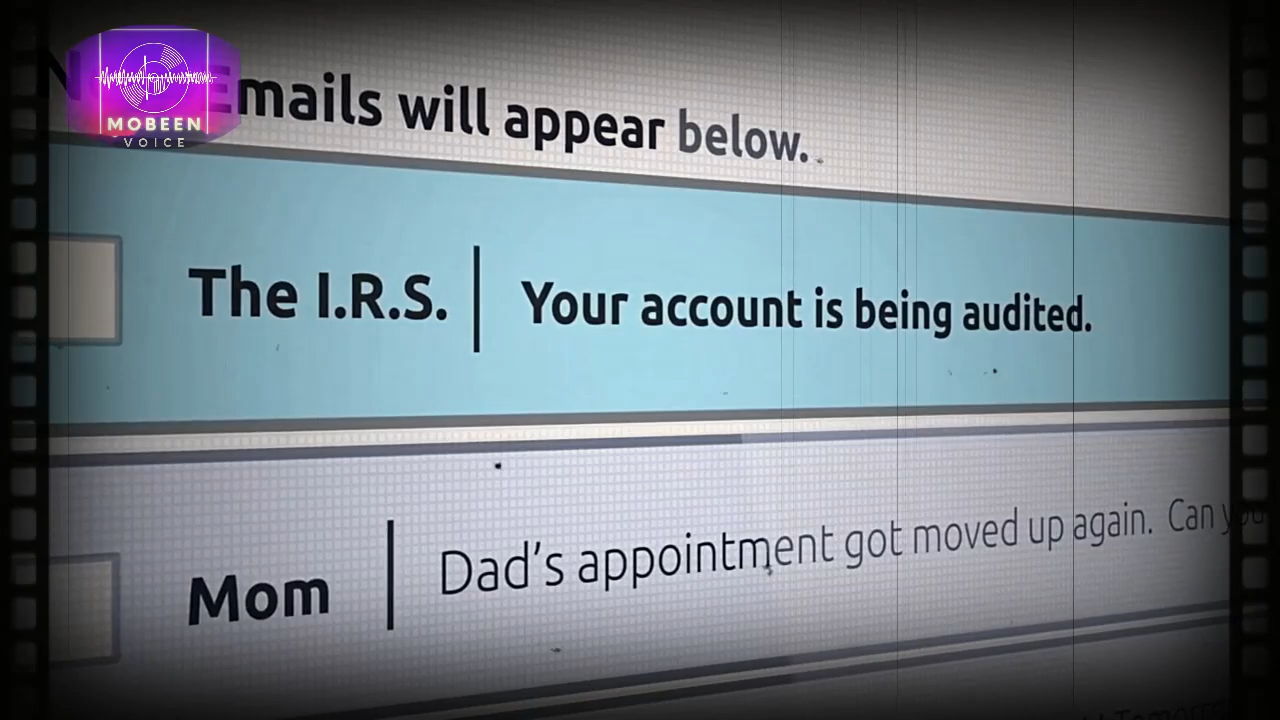 MOBEEN
VOICE
Emails will appear below.
The I.R.S. | Your account is being audited.
Mom | Dad's appointment got moved up again. Can you